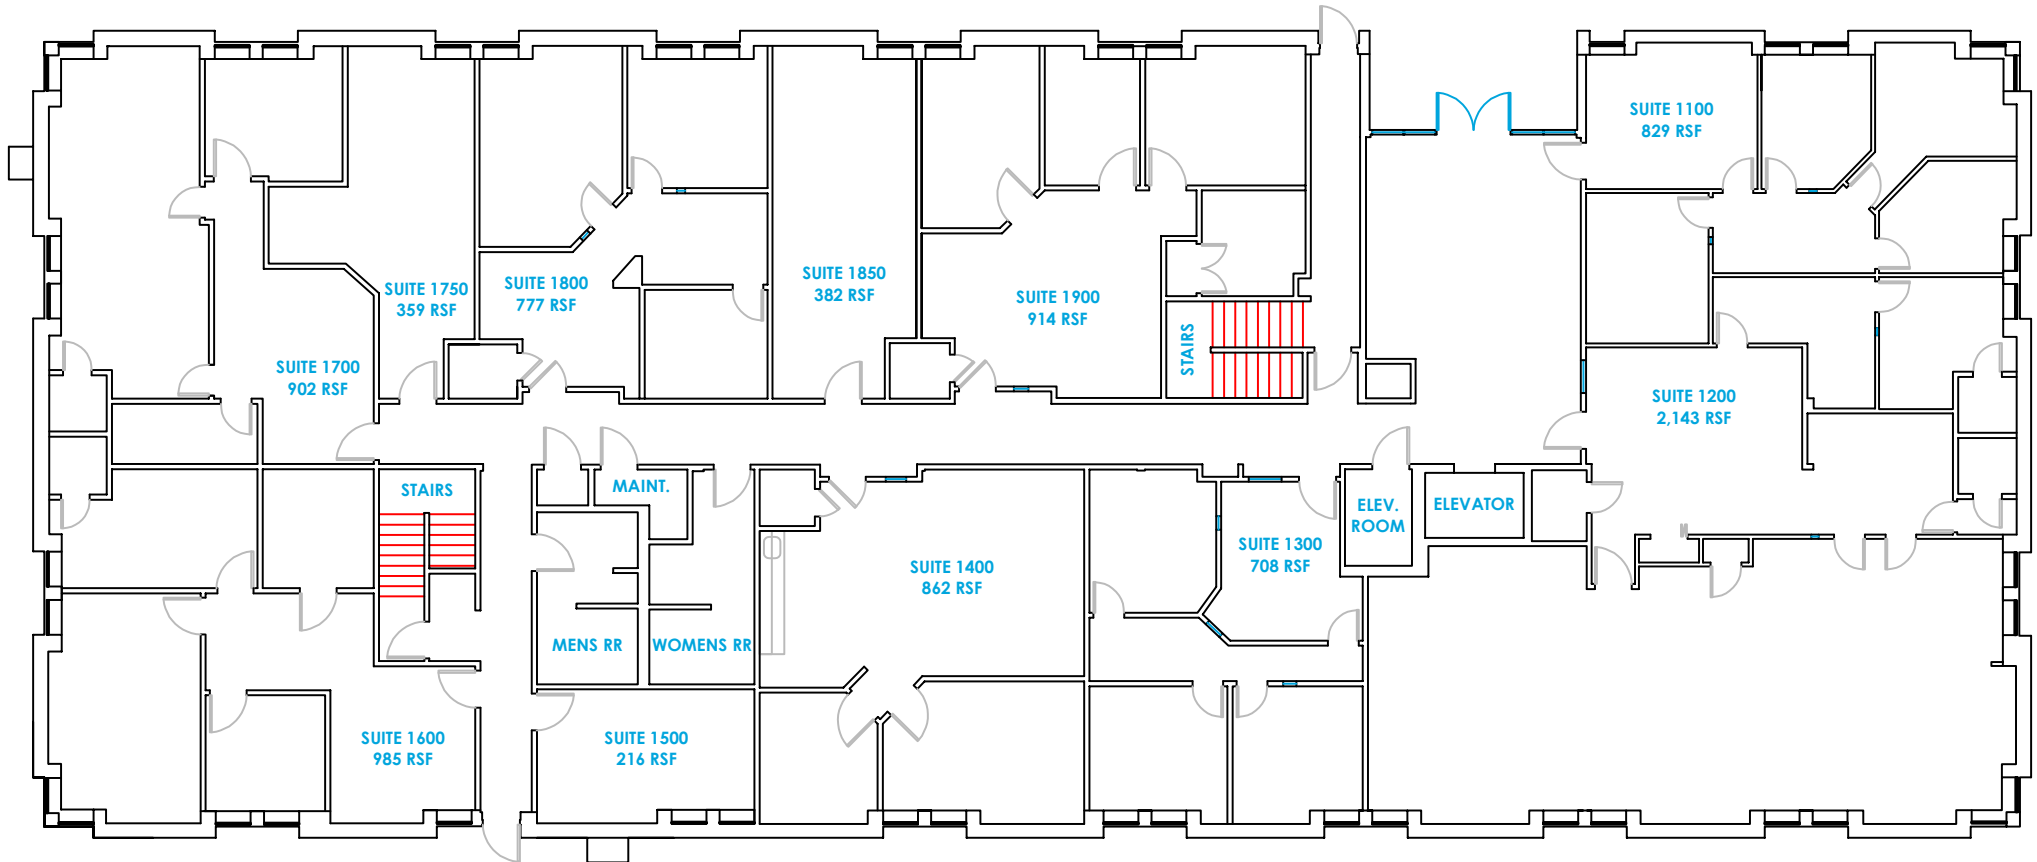 SUITE 1100
829 RSF
SUITE 1850
382 RSF
SUITE 1800
777 RSF
SUITE 1750
359 RSF
SUITE 1900
914 RSF
STAIRS
SUITE 1700
902 RSF
SUITE 1200
2,143 RSF
STAIRS
MAINT.
ELEV.
ROOM
ELEVATOR
SUITE 1300
708 RSF
SUITE 1400
862 RSF
MENS RR
WOMENS RR
SUITE 1600
985 RSF
SUITE 1500
216 RSF